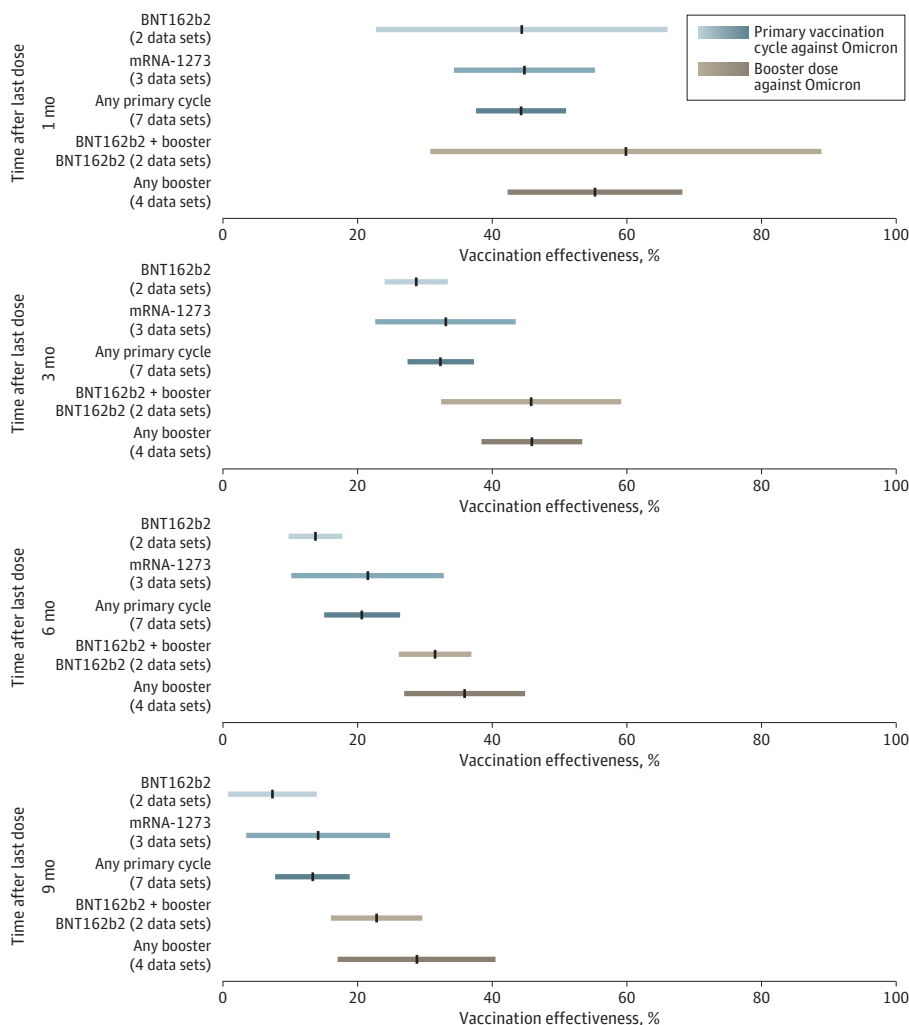 BNT162b2
(2 data sets)
mRNA-1273
(3 data sets)
Any primary cycle
(7 data sets)
BNT162b2 + booster
BNT162b2 (2 data sets)
Any booster
(4 data sets)
Time after last dose
1 mo
Primary vaccination
cycle against Omicron
Booster dose
against Omicron
0 20 40 60 80 100
Vaccination effectiveness, %
BNT162b2
(2 data sets)
mRNA-1273
(3 data sets)
Any primary cycle
(7 data sets)
BNT162b2 + booster
BNT162b2 (2 data sets)
Any booster
(4 data sets)
Time after last dose
3 mo
0 20 40 60 80 100
Vaccination effectiveness, %
BNT162b2
(2 data sets)
mRNA-1273
(3 data sets)
Any primary cycle
(7 data sets)
BNT162b2 + booster
BNT162b2 (2 data sets)
Any booster
(4 data sets)
Time after last dose
6 mo
0 20 40 60 80 100
Vaccination effectiveness, %
BNT162b2
(2 data sets)
mRNA-1273
(3 data sets)
Any primary cycle
(7 data sets)
BNT162b2 + booster
BNT162b2 (2 data sets)
Any booster
(4 data sets)
Time after last dose
9 mo
0 20 40 60 80 100
Vaccination effectiveness, %